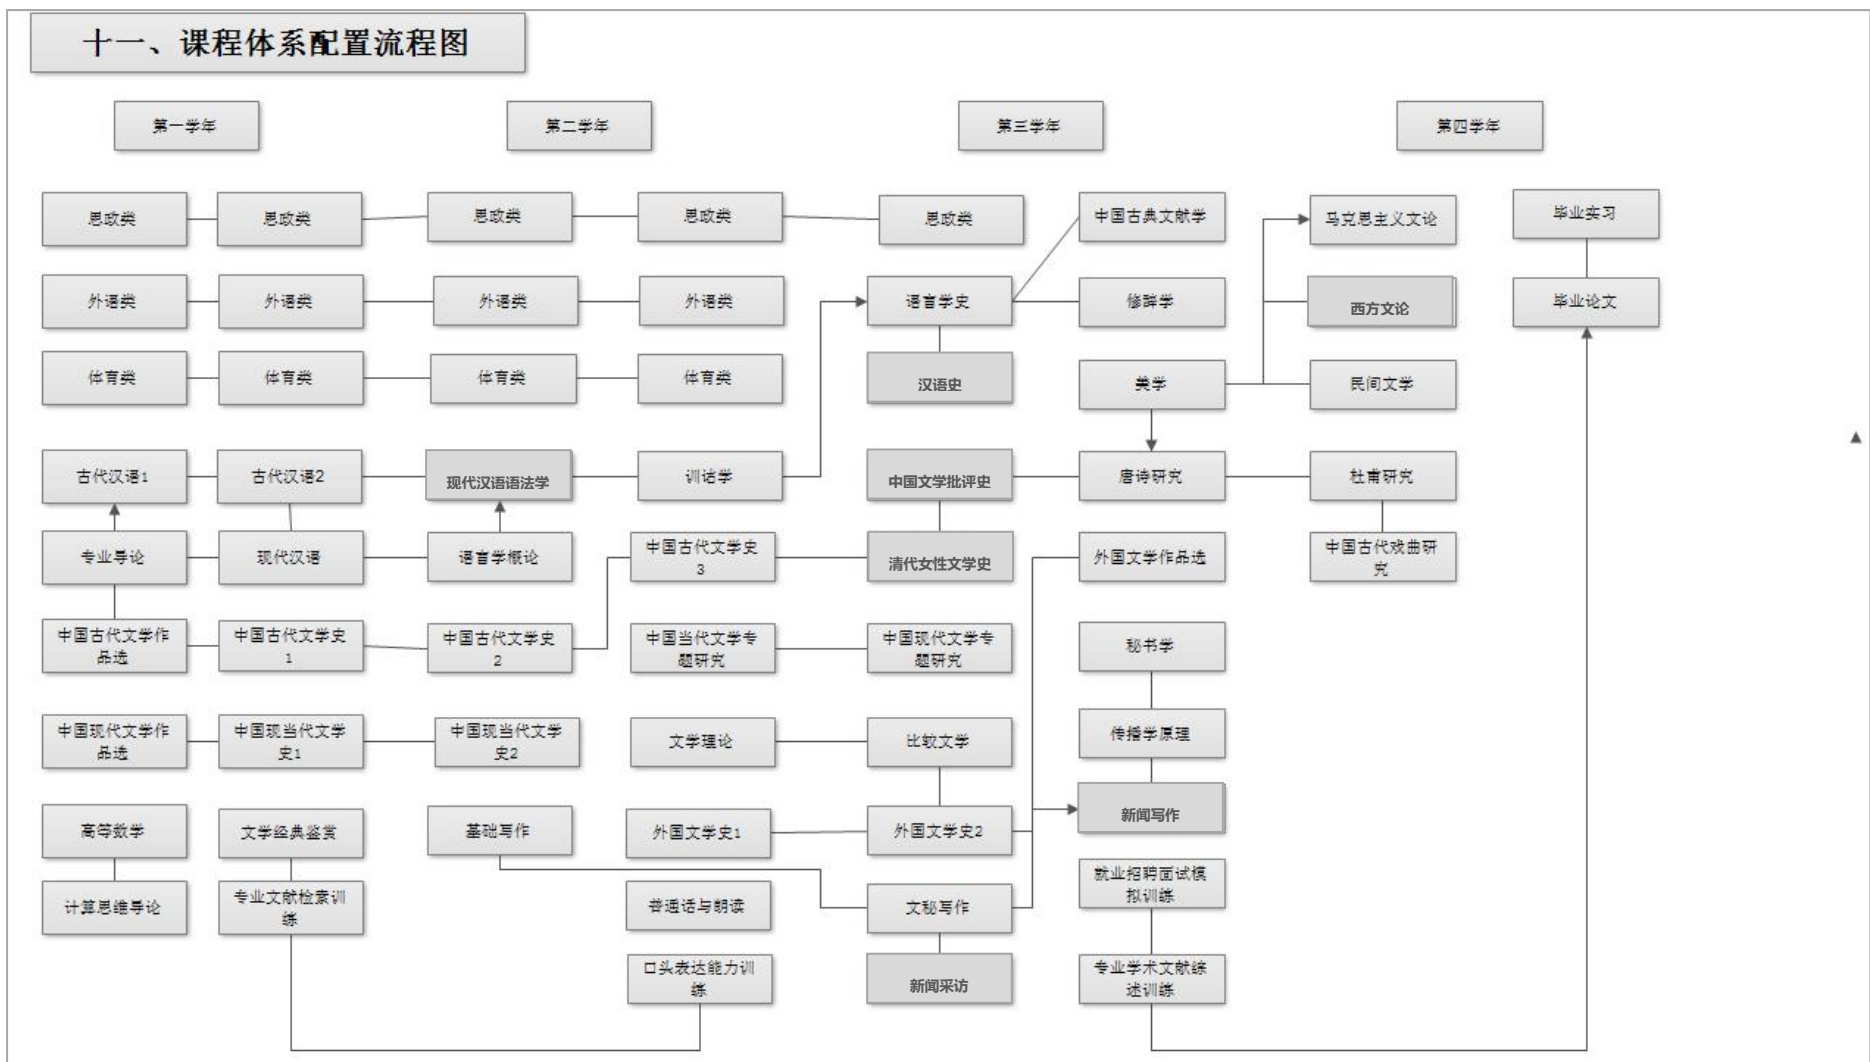 十一、课程体系配置流程图
第一学年
第二学年
第三学年
第四学年
思政类
思政类
思政类
思政类
思政类
中国古典文献学
马克思主义文论
毕业实习
外语类
外语类
外语类
外语类
语言学史
修辞学
西方文论
毕业论文
体育类
体育类
体育类
体育类
汉语史
美学
民间文学
古代汉语1
古代汉语2
现代汉语语法学
训诂学
中国文学批评史
唐诗研究
杜甫研究
专业导论
现代汉语
语言学概论
中国古代文学史
3
清代女性文学史
外国文学作品选
中国古代戏曲研
究
中国古代文学作
品选
中国古代文学史
1
中国古代文学史
2
中国当代文学专
题研究
中国现代文学专
题研究
秘书学
中国现代文学作
品选
中国现当代文学
史1
中国现当代文学
史2
文学理论
比较文学
传播学原理
高等数学
文学经典鉴赏
基础写作
外国文学史1
外国文学史2
新闻写作
计算思维导论
专业文献检索训
练
普通话与朗读
文秘写作
就业招聘面试模
拟训练
口头表达能力训
练
新闻采访
专业学术文献综
述训练